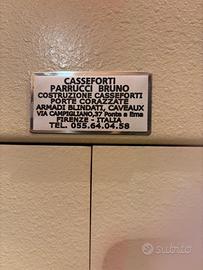 CASSEFORTI
PARRUCCI BRUNO
COSTRUZIONE CASSEFORTI
PORTE CORAZZATE
ARMADI BLINDATI, CAVEAUX
VIA CAMPIGLIANO,37 Ponte a Ema
FIRENZE - ITALIA
TEL. 055.64.04.58
subito